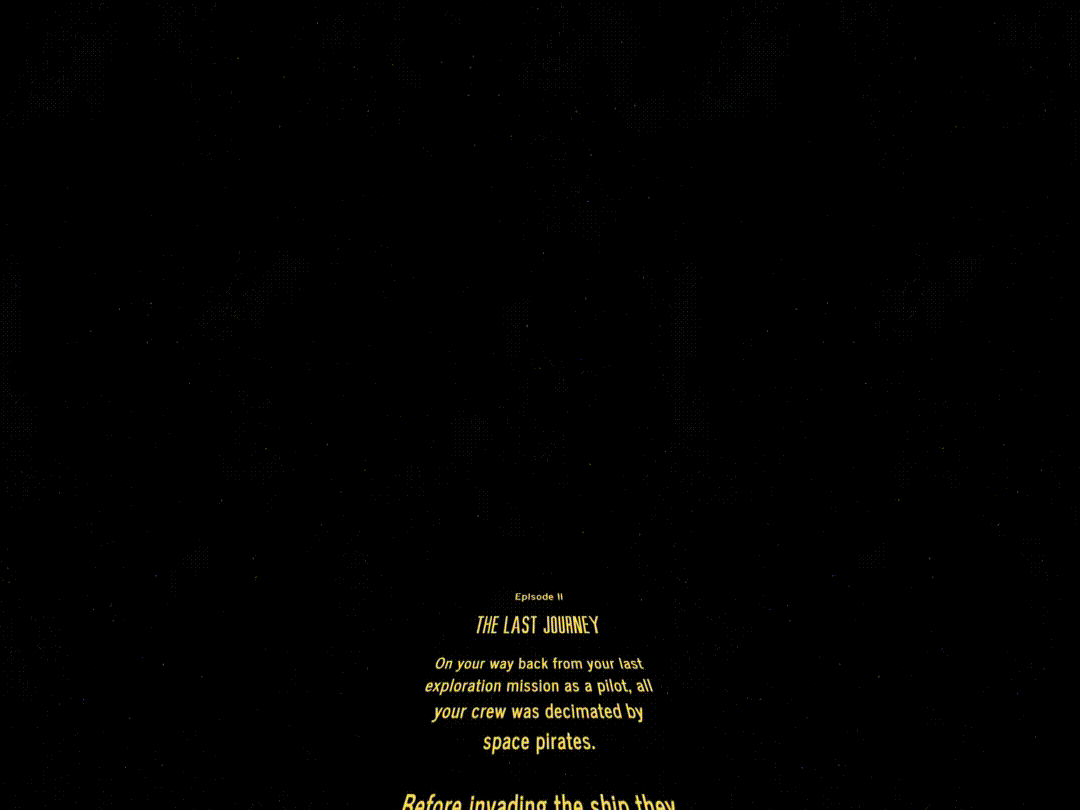 Episode II
THE LAST JOURNEY
On your way back from your last
exploration mission as a pilot, all
your crew was decimated by
space pirates.
Before invading the ship they